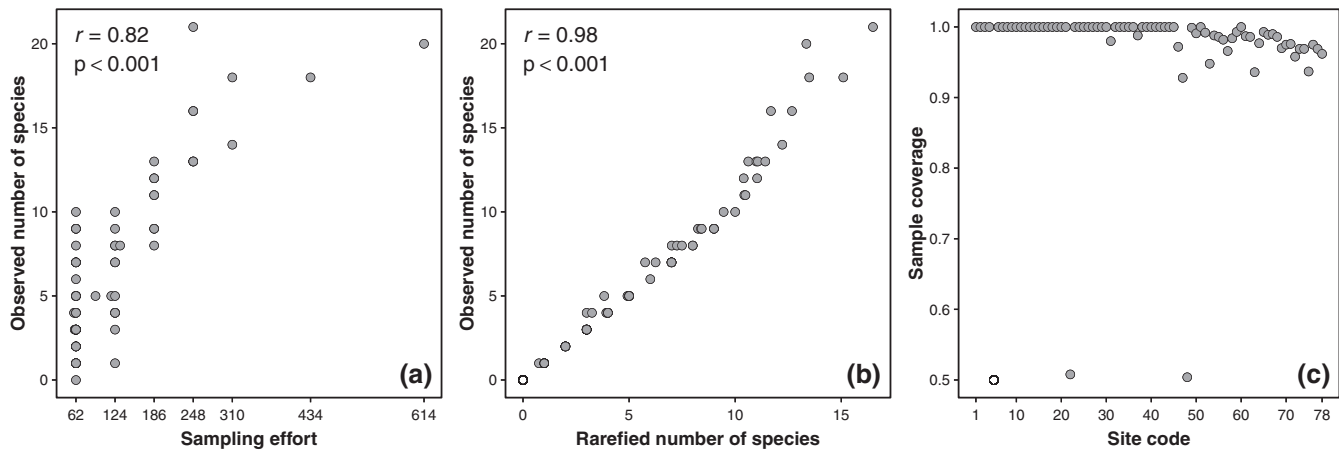 r = 0.82
p < 0.001
Observed number of species
20
15
10
5
0
62 124 186 248 310 434 614
Sampling effort
(a)
r = 0.98
p < 0.001
Observed number of species
20
15
10
5
0
0 5 10 15
Rarefied number of species
(b)
Sample coverage
1.0
0.9
0.8
0.7
0.6
0.5
1 10 20 30 40 50 60 70 78
Site code
(c)